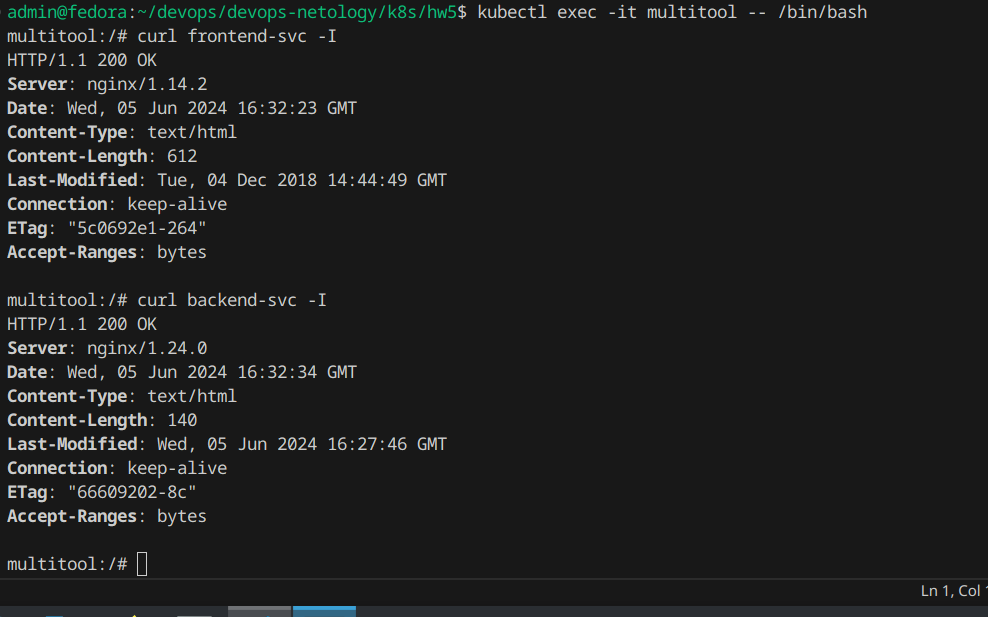 admin@fedora:~/devops/devops-netology/k8s/hw5$ kubectl exec -it multitool -- /bin/bash
multitool:/# curl frontend-svc -I
HTTP/1.1 200 OK
Server: nginx/1.14.2
Date: Wed, 05 Jun 2024 16:32:23 GMT
Content-Type: text/html
Content-Length: 612
Last-Modified: Tue, 04 Dec 2018 14:44:49 GMT
Connection: keep-alive
ETag: "5c0692e1-264"
Accept-Ranges: bytes
multitool:/# curl backend-svc -I
HTTP/1.1 200 OK
Server: nginx/1.24.0
Date: Wed, 05 Jun 2024 16:32:34 GMT
Content-Type: text/html
Content-Length: 140
Last-Modified: Wed, 05 Jun 2024 16:27:46 GMT
Connection: keep-alive
ETag: "66609202-8c"
Accept-Ranges: bytes
multitool:/#
Ln 1, Col 1